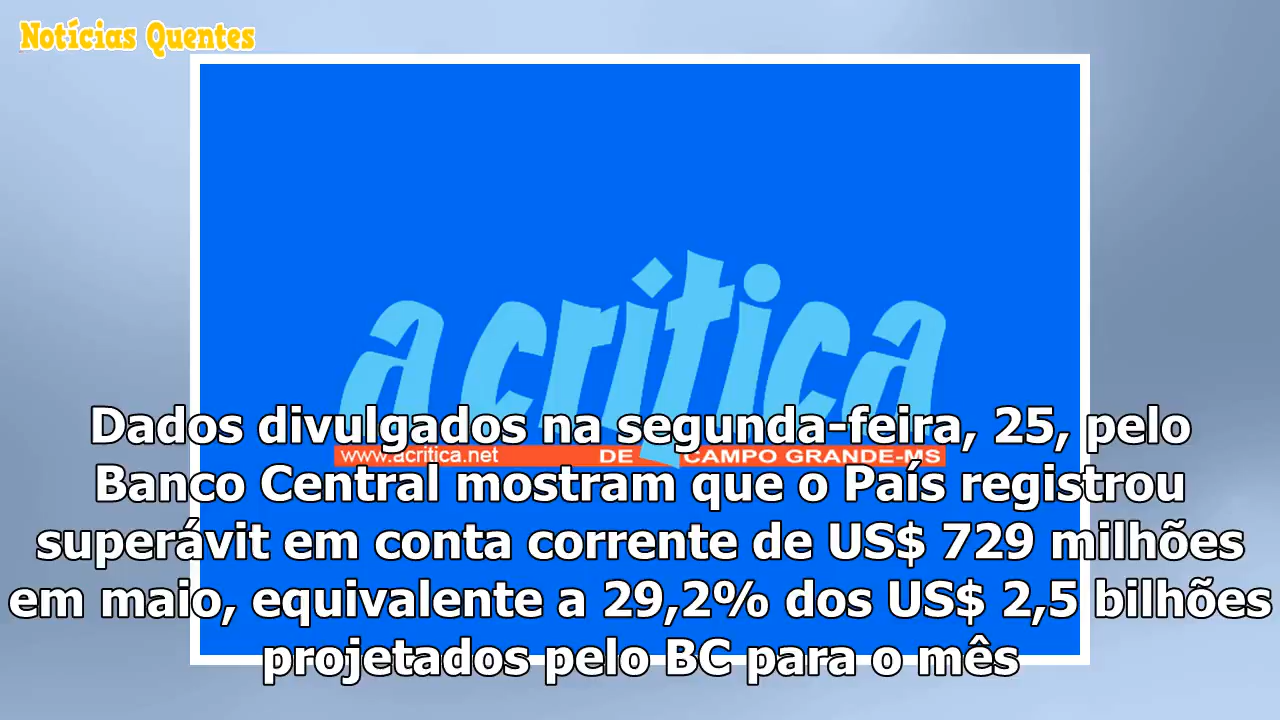 Notícias Quentes
a crítica
www.acritica.net DE CAMPO GRANDE-MS
Dados divulgados na segunda-feira, 25, pelo
Banco Central mostram que o País registrou
superávit em conta corrente de US$ 729 milhões
em maio, equivalente a 29,2% dos US$ 2,5 bilhões
projetados pelo BC para o mês